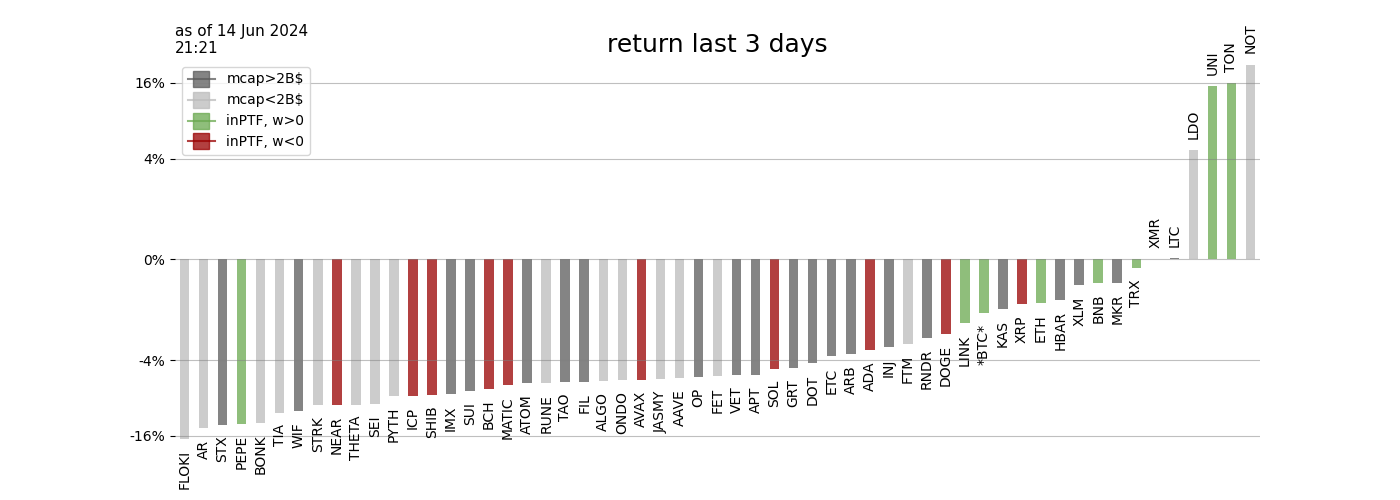 as of 14 Jun 2024
21:21
return last 3 days
mcap>2B$
mcap<2B$
inPTF, w>0
inPTF, w<0
16%
4%
0%
-4%
-16%
FLOKI
AR
STX
PEPE
BONK
TIA
WIF
STRK
NEAR
THETA
SEI
PYTH
ICP
SHIB
IMX
SUI
BCH
MATIC
ATOM
RUNE
TAO
FIL
ALGO
ONDO
AVAX
JASMY
AAVE
OP
FET
VET
APT
SOL
GRT
DOT
ETC
ARB
ADA
INJ
FTM
RNDR
DOGE
LINK
*BTC*
KAS
XRP
ETH
HBAR
XLM
BNB
MKR
TRX
XMR
LTC
LDO
UNI
TON
NOT